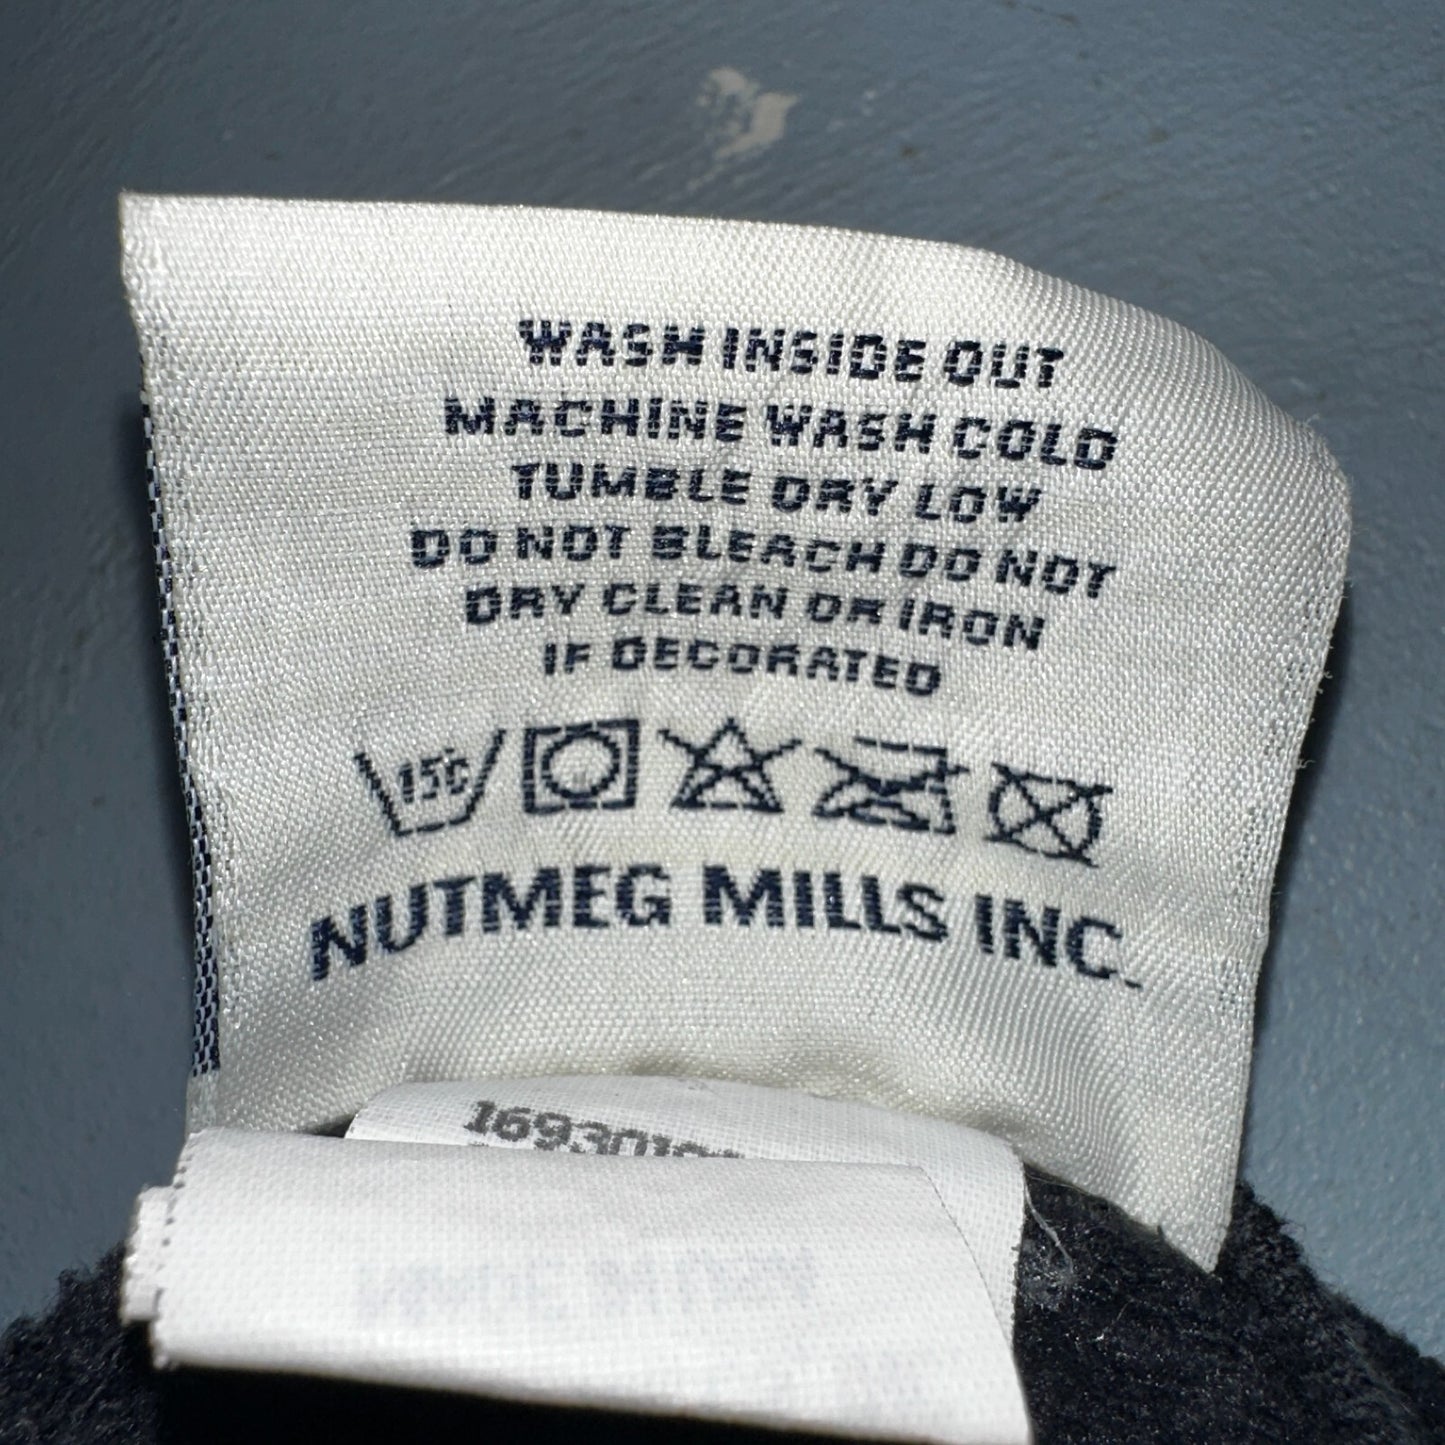 WASH INSIDE OUT
MACHINE WASH COLD
TUMBLE DRY LOW
DO NOT BLEACH DO NOT
DRY CLEAN OR IRON
IF DECORATED
15C
NUTMEG MILLS INC.